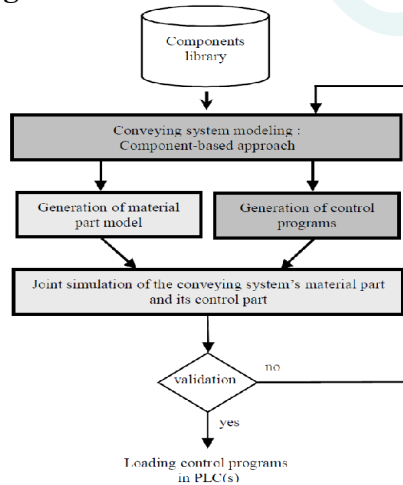 Components
library
Conveying system modeling :
Component-based approach
Generation of material
part model
Generation of control
programs
Joint simulation of the conveying system's material part
and its control part
validation
no
yes
Loading control programs
in PLC(s)